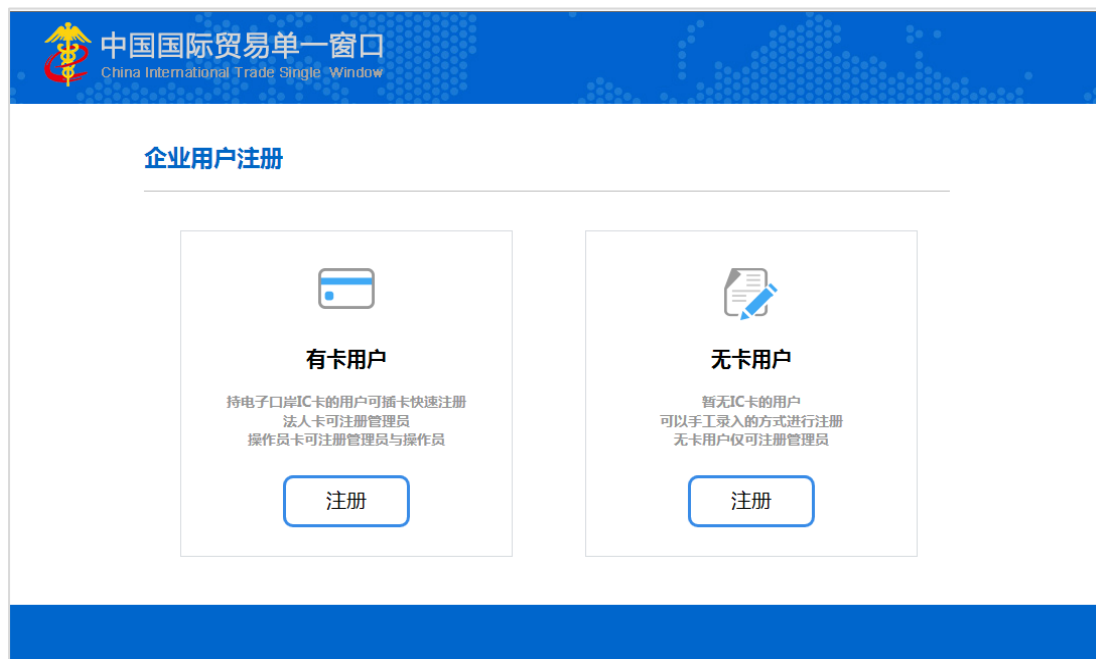 中国国际贸易单一窗口
China International Trade Single Window
企业用户注册
有卡用户
持电子口岸IC卡的用户可插卡快速注册
法人卡可注册管理员
操作员卡可注册管理员与操作员
注册
无卡用户
暂无IC卡的用户
可以手工录入的方式进行注册
无卡用户仅可注册管理员
注册